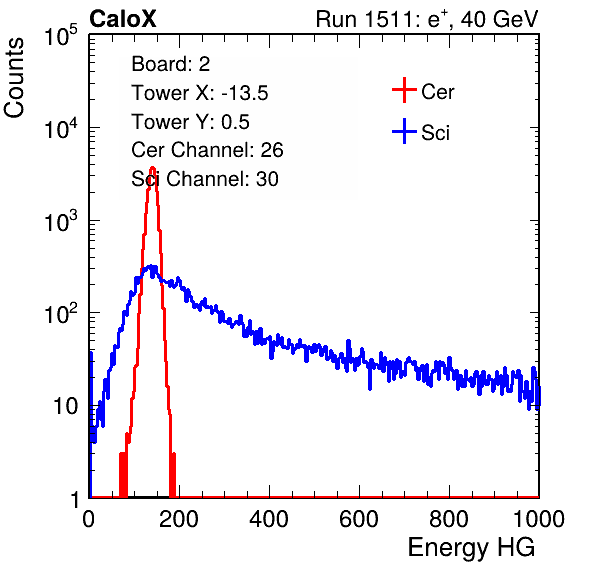 CaloX Run 1511: e⁺, 40 GeV
Counts
10⁵
10⁴
10³
10²
10
1
Board: 2
Tower X: -13.5
Tower Y: 0.5
Cer Channel: 26
Sci Channel: 30
Cer
Sci
0 200 400 600 800 1000
Energy HG